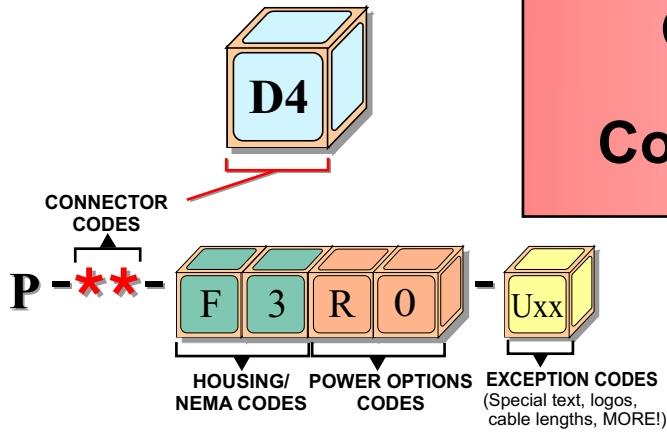 D4
Co
CONNECTOR
CODES
P - ** - F 3 R 0 - Uxx
HOUSING/
NEMA CODES
POWER OPTIONS
CODES
EXCEPTION CODES
(Special text, logos,
cable lengths, MORE!)